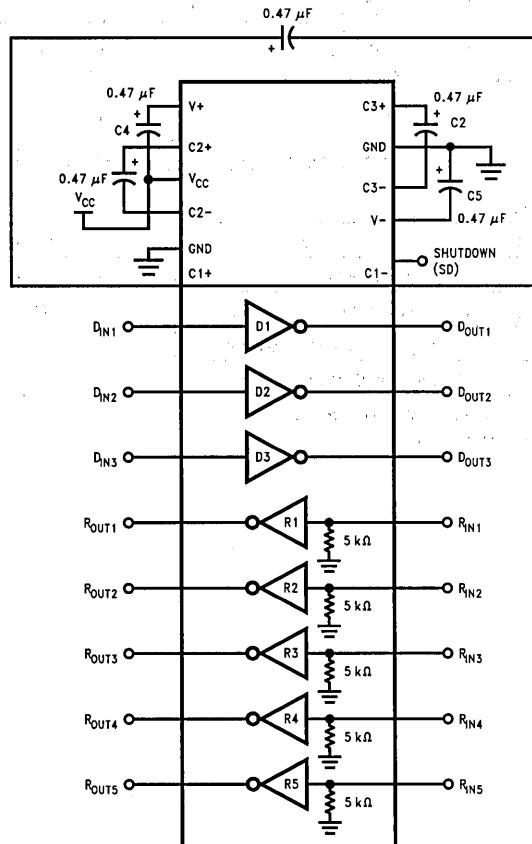 0.47 µF
+
0.47 µF
+
C4
V+
C2+
+
0.47 µF
VCC
VCC
C2-
GND
C1+
C3+
0.47 µF
+
C2
GND
+
C3-
C5
V-
0.47 µF
SHUTDOWN
(SD)
C1-
DIN1
D1
DOUT1
DIN2
D2
DOUT2
DIN3
D3
DOUT3
ROUT1
R1
RIN1
5 kΩ
ROUT2
R2
RIN2
5 kΩ
ROUT3
R3
RIN3
5 kΩ
ROUT4
R4
RIN4
5 kΩ
ROUT5
R5
RIN5
5 kΩ